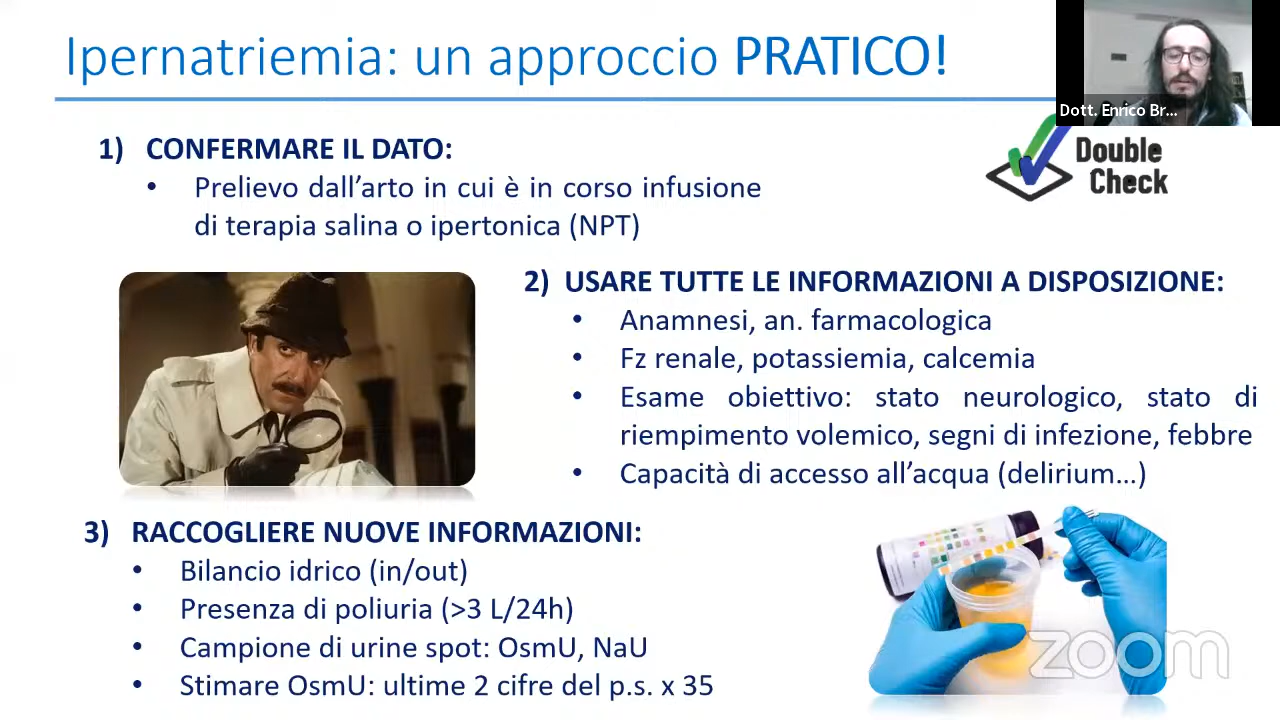 Ipernatriemia: un approccio PRATICO!
Dott. Enrico Br...
Double
Check
1) CONFERMARE IL DATO:
• Prelievo dall'arto in cui è in corso infusione
di terapia salina o ipertonica (NPT)
2) USARE TUTTE LE INFORMAZIONI A DISPOSIZIONE:
• Anamnesi, an. farmacologica
• Fz renale, potassiemia, calcemia
• Esame obiettivo: stato neurologico, stato di
riempimento volemico, segni di infezione, febbre
• Capacità di accesso all'acqua (delirium...)
3) RACCOGLIERE NUOVE INFORMAZIONI:
• Bilancio idrico (in/out)
• Presenza di poliuria (>3 L/24h)
• Campione di urine spot: OsmU, NaU
• Stimare OsmU: ultime 2 cifre del p.s. x 35
zoom